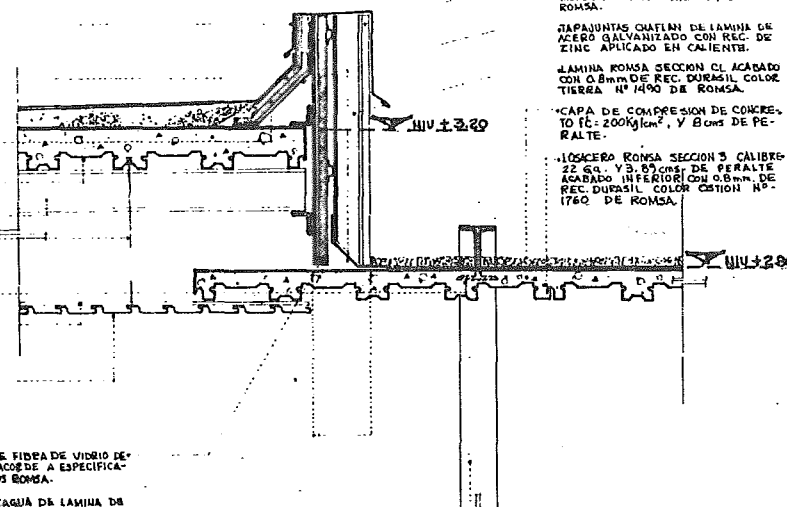 ROMSA.
TAPAJUNTAS CHAFLAN DE LAMINA DE
ACERO GALVANIZADO CON REC. DE
ZINC APLICADO EN CALIENTE.
LAMINA ROMSA SECCION CL ACABADO
CON 0.8mm DE REC. DURASIL COLOR
TIERRA Nº 1490 DE ROMSA.
CAPA DE COMPRESION DE CONCRE-
TO f'c=200Kg/cm², Y 8cms DE PE-
RALTE.
LOSACERO ROMSA SECCION 3 CALIBRE
22 Ga. Y 3.89cms. DE PERALTE
ACABADO INFERIOR CON 0.8mm. DE
REC. DURASIL COLOR OSTION Nº-
1760 DE ROMSA
NIV + 3.20
NIV + 2.8
E FIBRA DE VIDRIO DE-
ACORDE A ESPECIFICA-
S ROMSA.
AGUA DE LAMINA DE